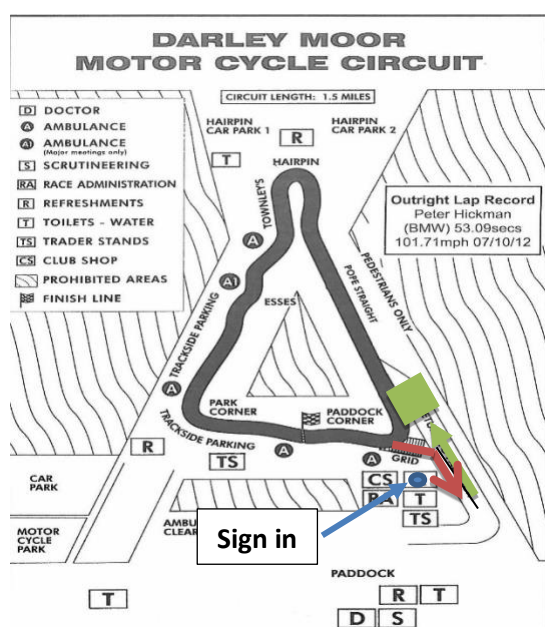 DARLEY MOOR
MOTOR CYCLE CIRCUIT
CIRCUIT LENGTH: 1.5 MILES
D DOCTOR
A AMBULANCE
A1 AMBULANCE
(Major meetings only)
S SCRUTINEERING
RA RACE ADMINISTRATION
R REFRESHMENTS
T TOILETS - WATER
TS TRADER STANDS
CS CLUB SHOP
PROHIBITED AREAS
FINISH LINE
HAIRPIN
CAR PARK 1
R
HAIRPIN
CAR PARK 2
T
HAIRPIN
Outright Lap Record
Peter Hickman
(BMW) 53.09secs
101.71mph 07/10/12
TOWNLEY'S
A
A1
ESSES
POPE STRAIGHT
PEDESTRIANS ONLY
TRACKSIDE PARKING
A
PARK
CORNER
PADDOCK
CORNER
TRACKSIDE PARKING
R
TS
A
A
GRID
CS
RA
T
TS
CAR
PARK
MOTOR
CYCLE
PARK
Sign in
PADDOCK
T
R
T
D
S